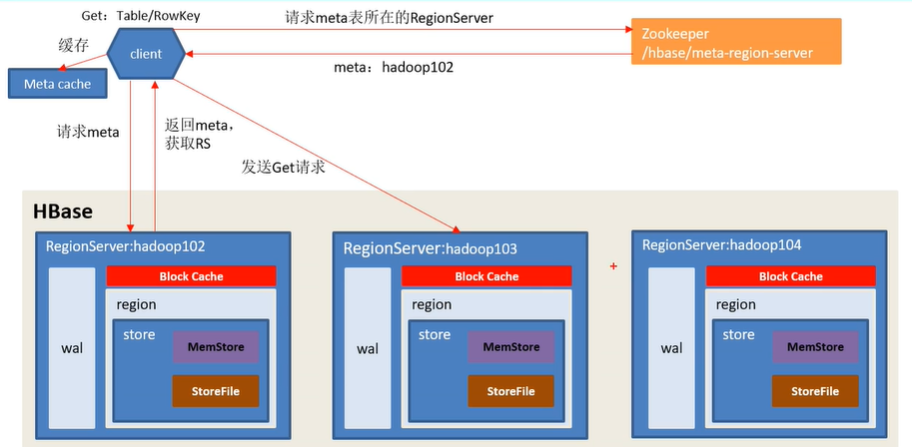 Get：Table/RowKey
请求meta表所在的RegionServer
Zookeeper
/hbase/meta-region-server
缓存
client
meta：hadoop102
Meta cache
请求meta
返回meta，
获取RS
发送Get请求
HBase
RegionServer:hadoop102
Block Cache
region
wal
store
MemStore
StoreFile
RegionServer:hadoop103
Block Cache
region
wal
store
MemStore
StoreFile
+
RegionServer:hadoop104
Block Cache
region
wal
store
MemStore
StoreFile